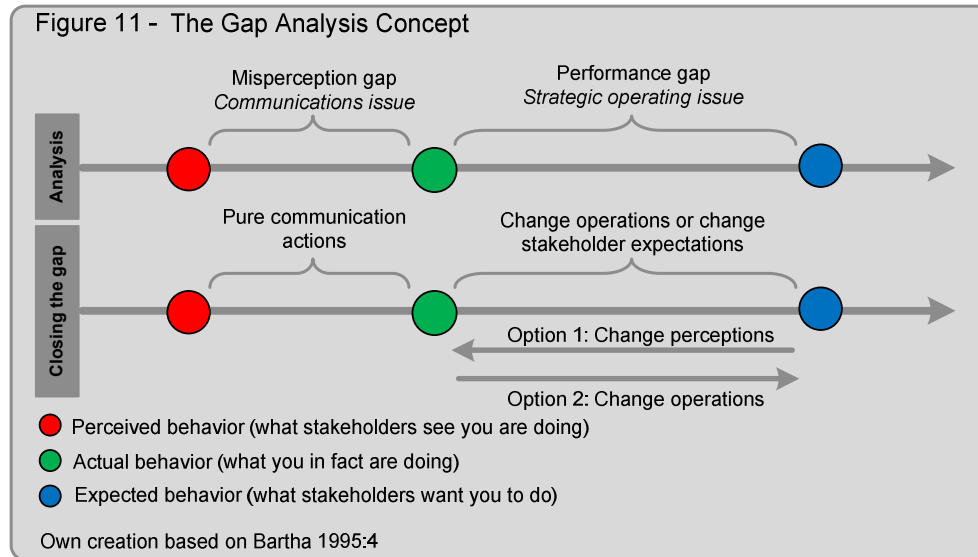 Figure 11 - The Gap Analysis Concept
Misperception gap
Communications issue
Performance gap
Strategic operating issue
Analysis
Pure communication
actions
Change operations or change
stakeholder expectations
Closing the gap
Option 1: Change perceptions
Option 2: Change operations
Perceived behavior (what stakeholders see you are doing)
Actual behavior (what you in fact are doing)
Expected behavior (what stakeholders want you to do)
Own creation based on Bartha 1995:4